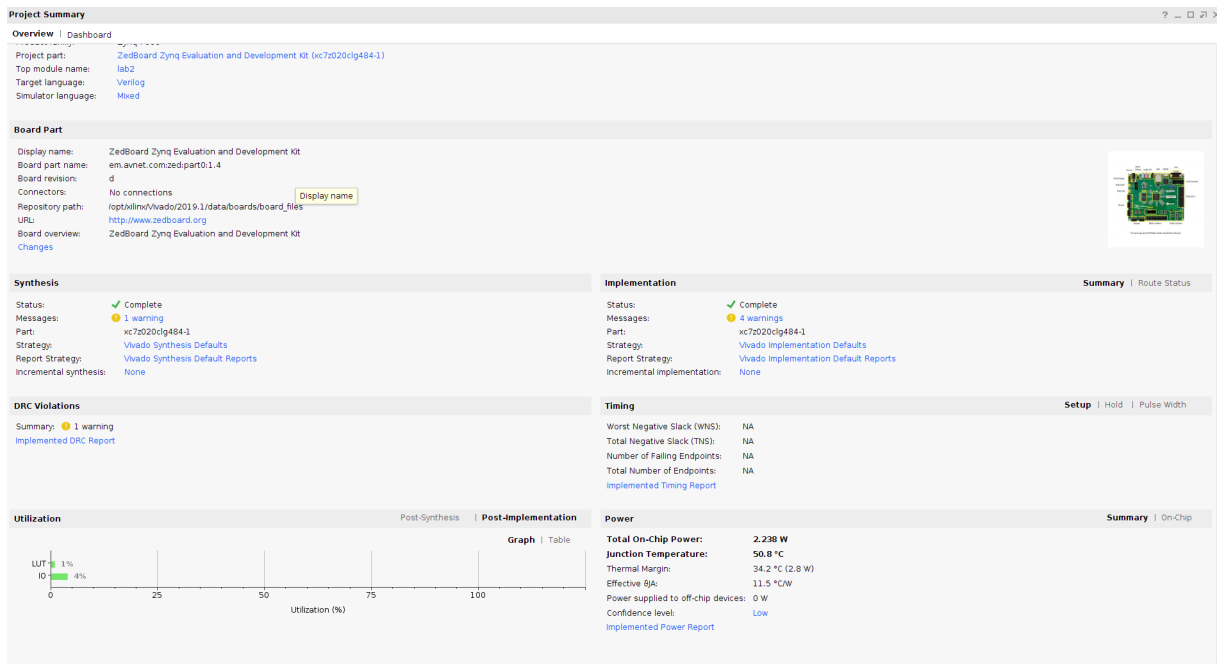 Project Summary
Overview | Dashboard
Project part: ZedBoard Zynq Evaluation and Development Kit (xc7z020clg484-1)
Top module name: lab2
Target language: Verilog
Simulator language: Mixed
Board Part
Display name: ZedBoard Zynq Evaluation and Development Kit
Board part name: em.avnet.com:zed:part0:1.4
Board revision: d
Connectors: No connections
Display name
Repository path: /opt/xilinx/Vivado/2019.1/data/boards/board_files
URL: http://www.zedboard.org
Board overview: ZedBoard Zynq Evaluation and Development Kit
Changes
Synthesis
Status: Complete
Messages: 1 warning
Part: xc7z020clg484-1
Strategy: Vivado Synthesis Defaults
Report Strategy: Vivado Synthesis Default Reports
Incremental synthesis: None
Implementation Summary | Route Status
Status: Complete
Messages: 4 warnings
Part: xc7z020clg484-1
Strategy: Vivado Implementation Defaults
Report Strategy: Vivado Implementation Default Reports
Incremental implementation: None
DRC Violations
Summary: 1 warning
Implemented DRC Report
Timing Setup | Hold | Pulse Width
Worst Negative Slack (WNS): NA
Total Negative Slack (TNS): NA
Number of Failing Endpoints: NA
Total Number of Endpoints: NA
Implemented Timing Report
Utilization Post-Synthesis | Post-Implementation
Graph | Table
LUT 1%
IO 4%
0 25 50 75 100
Utilization (%)
Power Summary | On-Chip
Total On-Chip Power: 2.238 W
Junction Temperature: 50.8 °C
Thermal Margin: 34.2 °C (2.8 W)
Effective θJA: 11.5 °C/W
Power supplied to off-chip devices: 0 W
Confidence level: Low
Implemented Power Report